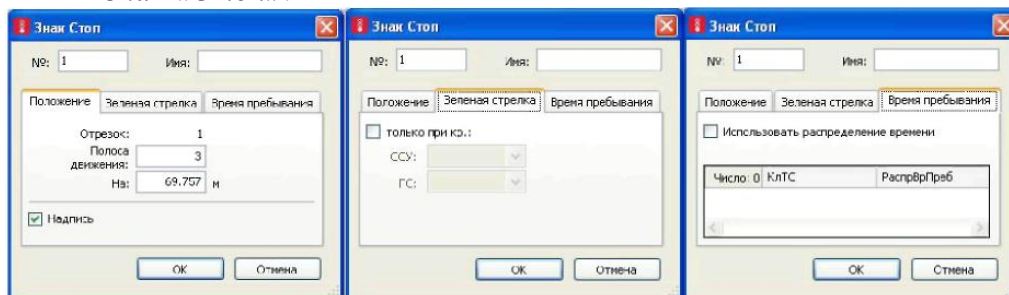 Знак Стоп
№: 1 Имя:
Положение Зеленая стрелка Время пребывания
Отрезок: 1
Полоса
движения: 3
На: 69.757 м
Надпись
OK Отмена
Знак Стоп
№: 1 Имя:
Положение Зеленая стрелка Время пребывания
только при кр.:
ССУ:
ГС:
OK Отмена
Знак Стоп
№: 1 Имя:
Положение Зеленая стрелка Время пребывания
Использовать распределение времени
Число: 0 КлТС РаспрВрПреб
OK Отмена